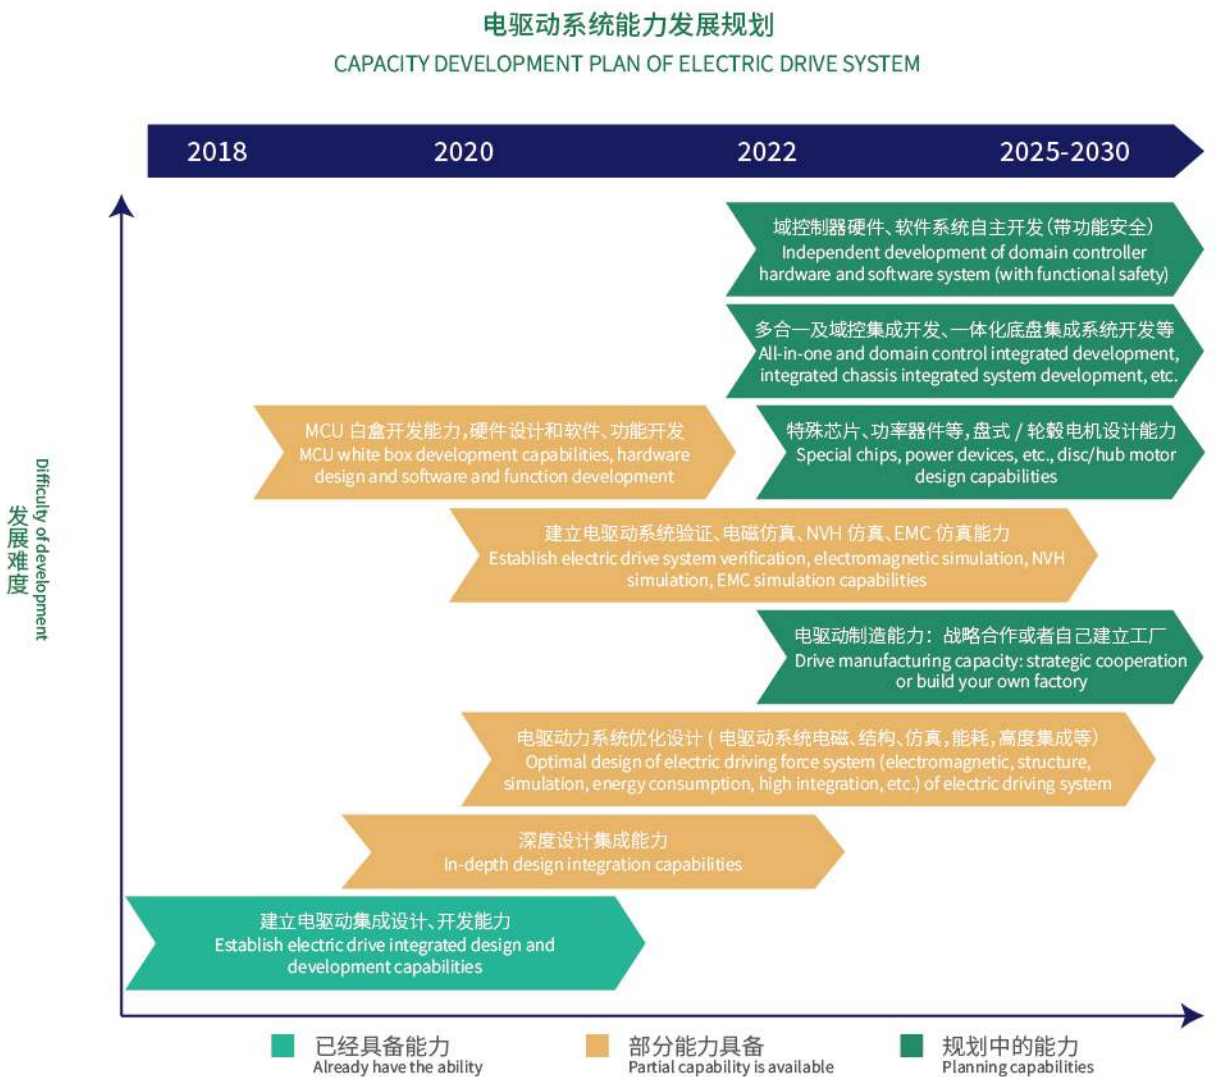 电驱动系统能力发展规划
CAPACITY DEVELOPMENT PLAN OF ELECTRIC DRIVE SYSTEM
2018 2020 2022 2025-2030
域控制器硬件、软件系统自主开发(带功能安全)
Independent development of domain controller
hardware and software system (with functional safety)
多合一及域控集成开发、一体化底盘集成系统开发等
All-in-one and domain control integrated development,
integrated chassis integrated system development, etc.
MCU 白盒开发能力,硬件设计和软件、功能开发
MCU white box development capabilities, hardware
design and software and function development
特殊芯片、功率器件等,盘式 / 轮毂电机设计能力
Special chips, power devices, etc., disc/hub motor
design capabilities
建立电驱动系统验证、电磁仿真、NVH 仿真、EMC 仿真能力
Establish electric drive system verification, electromagnetic simulation, NVH
simulation, EMC simulation capabilities
电驱动制造能力: 战略合作或者自己建立工厂
Drive manufacturing capacity: strategic cooperation
or build your own factory
电驱动力系统优化设计 ( 电驱动系统电磁、结构、仿真,能耗,高度集成等)
Optimal design of electric driving force system (electromagnetic, structure,
simulation, energy consumption, high integration, etc.) of electric driving system
深度设计集成能力
In-depth design integration capabilities
建立电驱动集成设计、开发能力
Establish electric drive integrated design and
development capabilities
发展难度
Difficulty of development
已经具备能力
Already have the ability
部分能力具备
Partial capability is available
规划中的能力
Planning capabilities